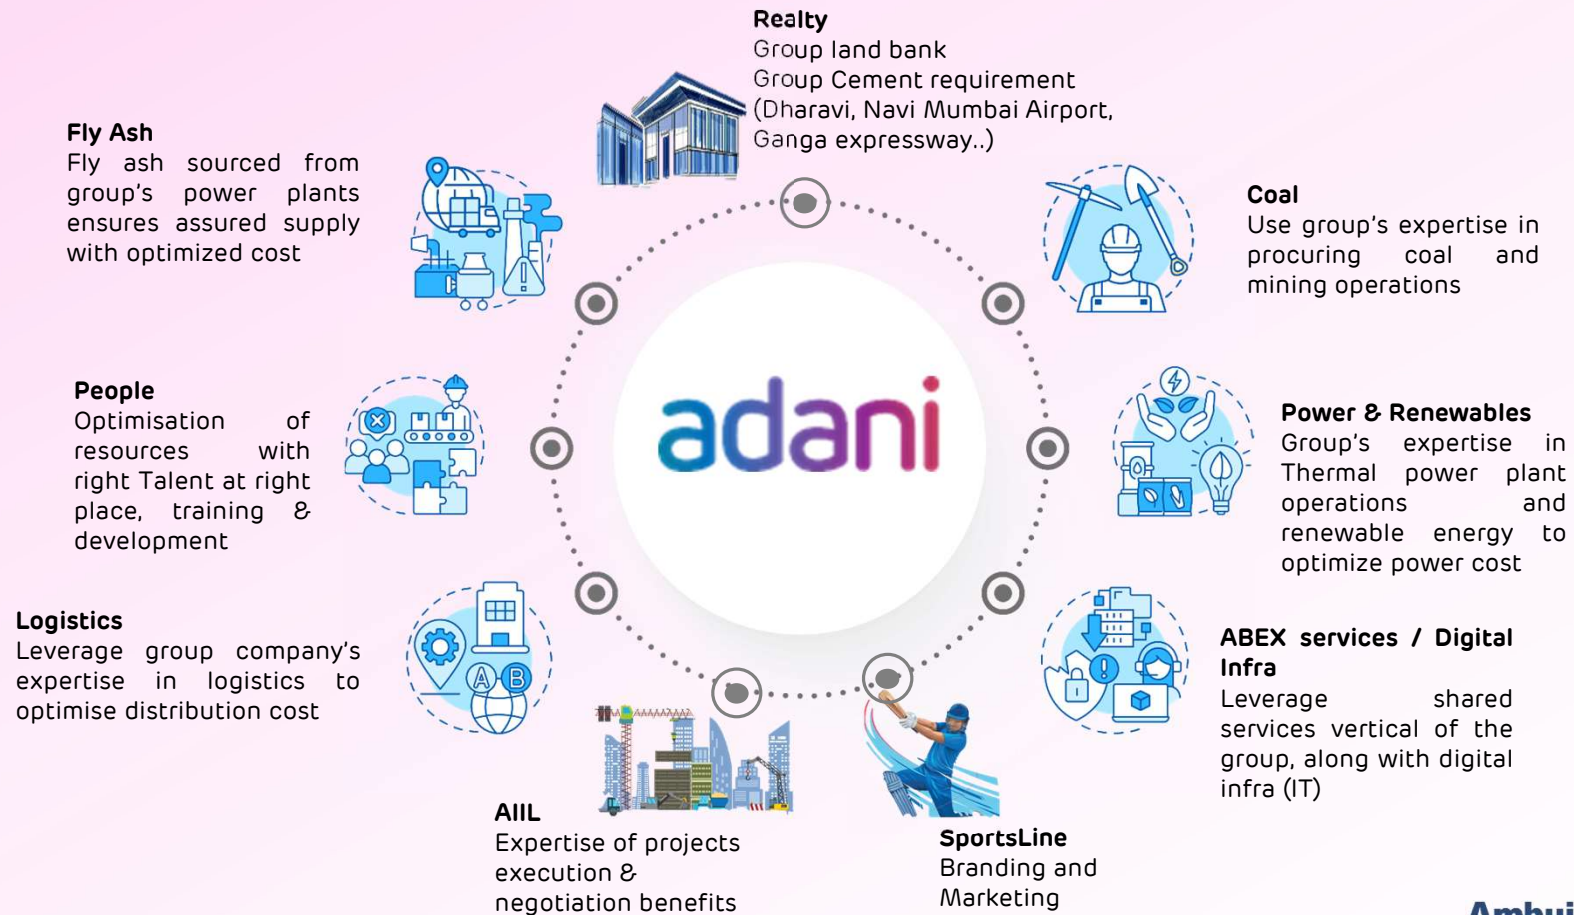 Realty
Group land bank
Group Cement requirement
(Dharavi, Navi Mumbai Airport,
Ganga expressway..)
Coal
Use group's expertise in
procuring coal and
mining operations
Power & Renewables
Group's expertise in
Thermal power plant
operations and
renewable energy to
optimize power cost
ABEX services / Digital
Infra
Leverage shared
services vertical of the
group, along with digital
infra (IT)
SportsLine
Branding and
Marketing
AIIL
Expertise of projects
execution &
negotiation benefits
Logistics
Leverage group company's
expertise in logistics to
optimise distribution cost
People
Optimisation of
resources with
right Talent at right
place, training &
development
Fly Ash
Fly ash sourced from
group's power plants
ensures assured supply
with optimized cost
adani
A B